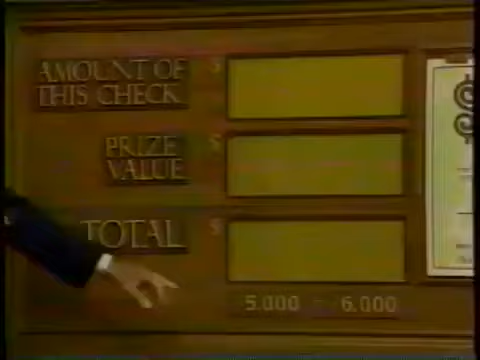 AMOUNT OF $
THIS CHECK
PRIZE $
VALUE
TOTAL $
5.000 - 6.000